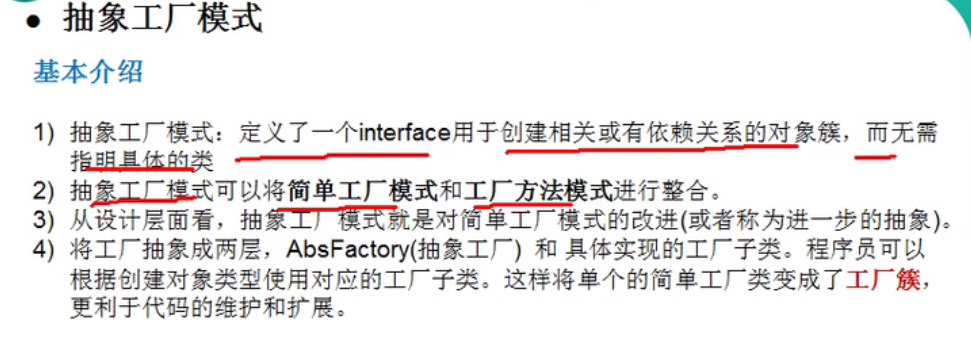 ● 抽象工厂模式
基本介绍
1) 抽象工厂模式：定义了一个interface用于创建相关或有依赖关系的对象簇，而无需
指明具体的类
2) 抽象工厂模式可以将简单工厂模式和工厂方法模式进行整合。
3) 从设计层面看，抽象工厂模式就是对简单工厂模式的改进(或者称为进一步的抽象)。
4) 将工厂抽象成两层，AbsFactory(抽象工厂) 和 具体实现的工厂子类。程序员可以
根据创建对象类型使用对应的工厂子类。这样将单个的简单工厂类变成了工厂簇，
更利于代码的维护和扩展。